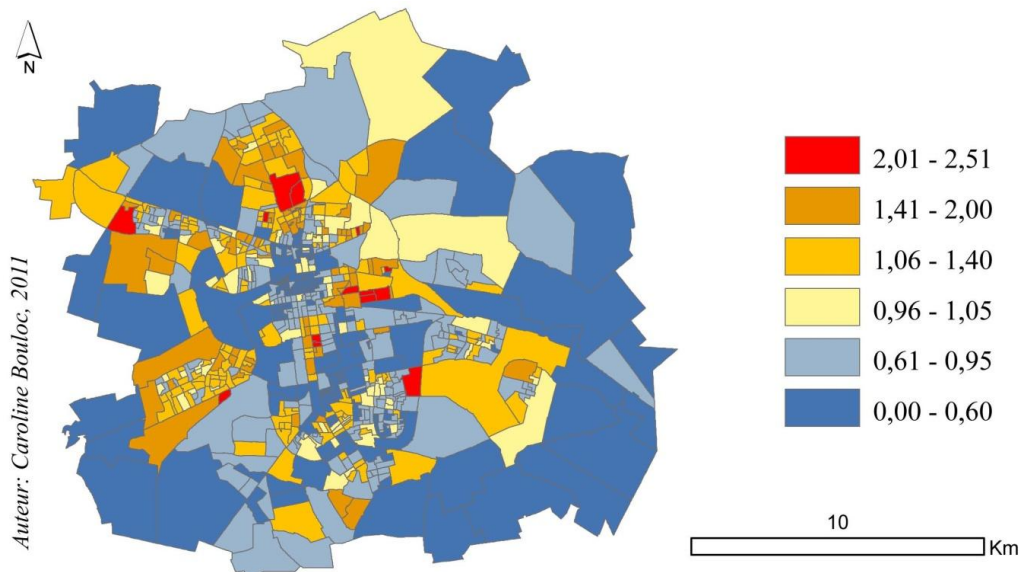 N
2,01 - 2,51
1,41 - 2,00
1,06 - 1,40
0,96 - 1,05
0,61 - 0,95
0,00 - 0,60
Auteur: Caroline Bouloc, 2011
10
Km